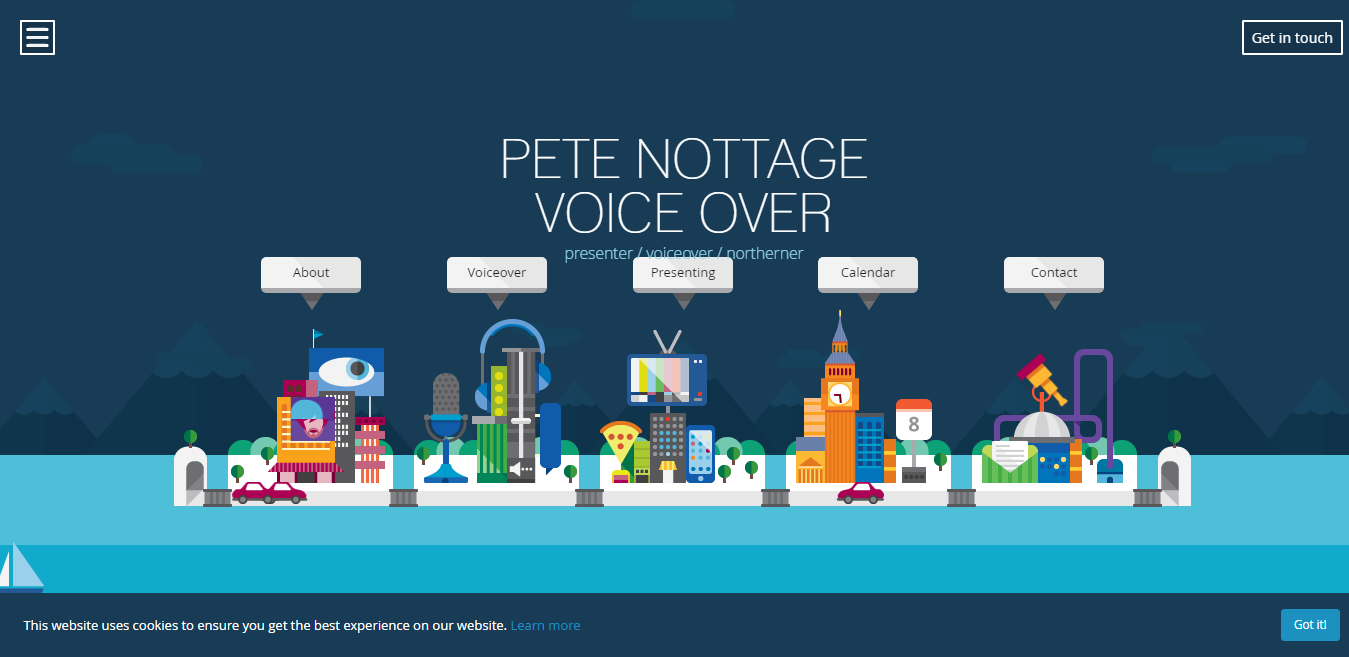 Get in touch
PETE NOTTAGE
VOICE OVER
presenter / voiceover / northerner
About
Voiceover
Presenting
Calendar
Contact
8
This website uses cookies to ensure you get the best experience on our website. Learn more
Got it!